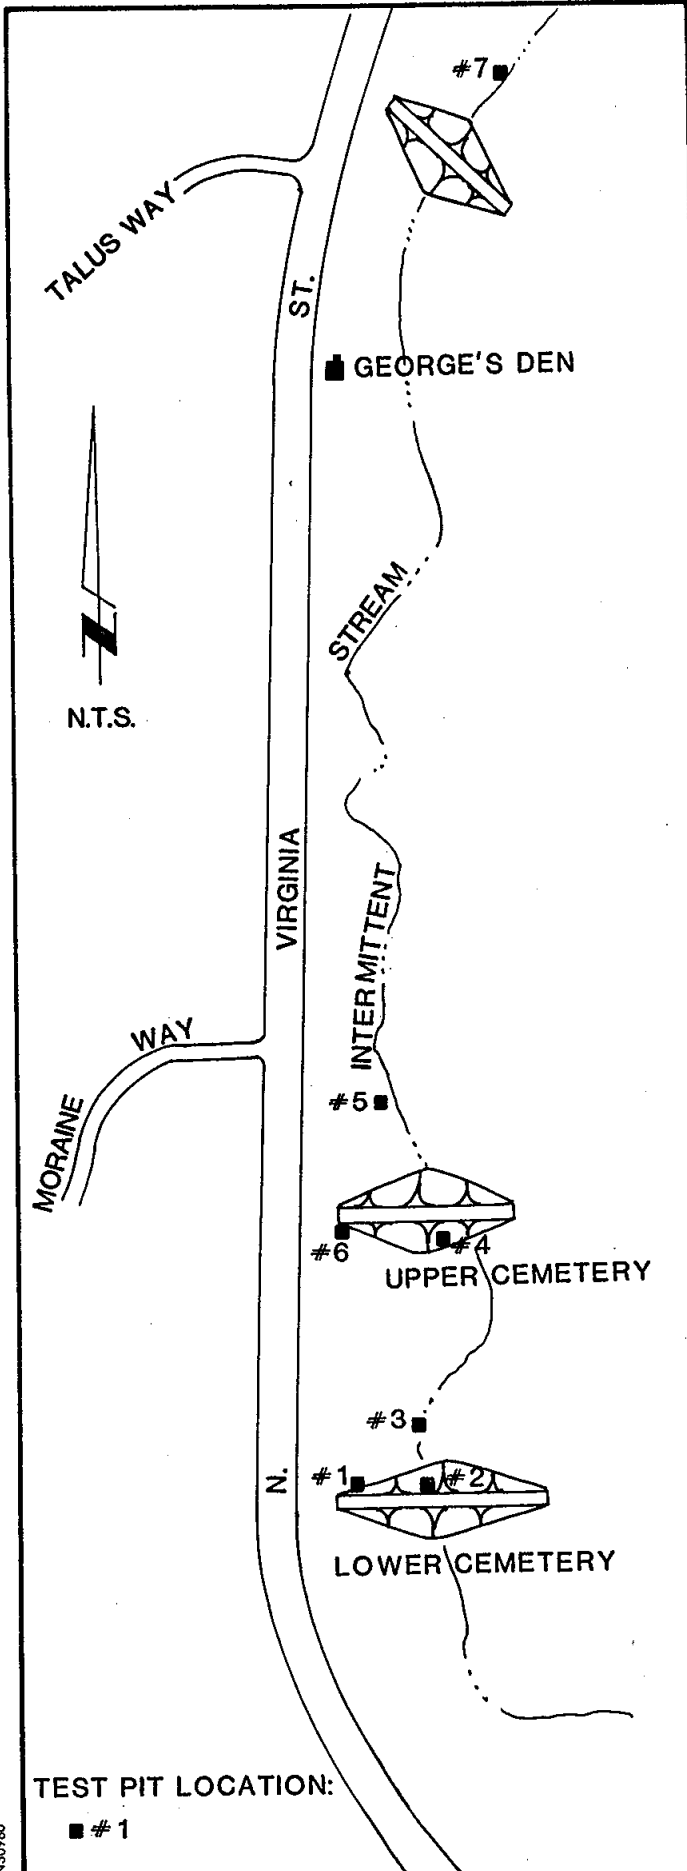 #7
TALUS WAY
ST.
GEORGE'S DEN
STREAM
N.T.S.
VIRGINIA
INTERMITTENT
WAY
#5
MORAINE
#6
#4
UPPER CEMETERY
#3
N.
#1
#2
LOWER CEMETERY
TEST PIT LOCATION:
#1